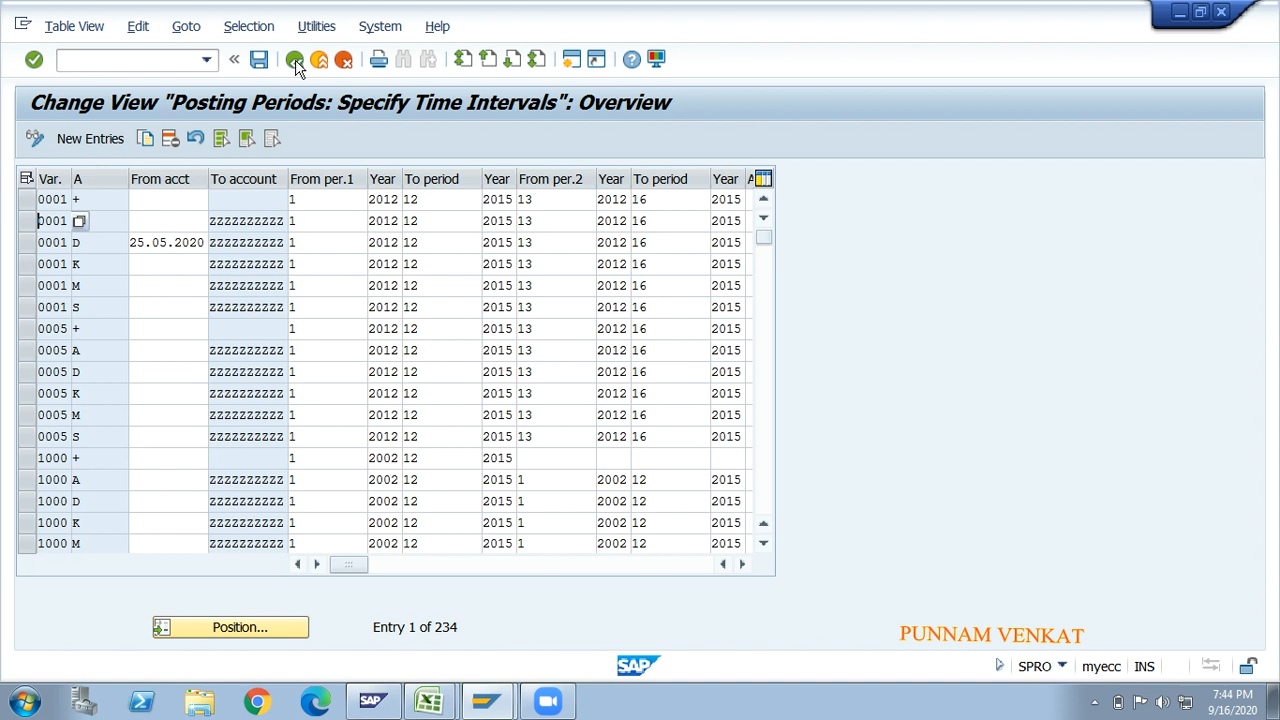 Table View Edit Goto Selection Utilities System Help
Change View "Posting Periods: Specify Time Intervals": Overview
New Entries
Var. A From acct To account From per.1 Year To period Year From per.2 Year To period Year A
0001 + 1 2012 12 2015 13 2012 16 2015
0001 ZZZZZZZZZZ 1 2012 12 2015 13 2012 16 2015
0001 D 25.05.2020 ZZZZZZZZZZ 1 2012 12 2015 13 2012 16 2015
0001 K ZZZZZZZZZZ 1 2012 12 2015 13 2012 16 2015
0001 M ZZZZZZZZZZ 1 2012 12 2015 13 2012 16 2015
0001 S ZZZZZZZZZZ 1 2012 12 2015 13 2012 16 2015
0005 + 1 2012 12 2015 13 2012 16 2015
0005 A ZZZZZZZZZZ 1 2012 12 2015 13 2012 16 2015
0005 D ZZZZZZZZZZ 1 2012 12 2015 13 2012 16 2015
0005 K ZZZZZZZZZZ 1 2012 12 2015 13 2012 16 2015
0005 M ZZZZZZZZZZ 1 2012 12 2015 13 2012 16 2015
0005 S ZZZZZZZZZZ 1 2012 12 2015 13 2012 16 2015
1000 + 1 2002 12 2015
1000 A ZZZZZZZZZZ 1 2002 12 2015 1 2002 12 2015
1000 D ZZZZZZZZZZ 1 2002 12 2015 1 2002 12 2015
1000 K ZZZZZZZZZZ 1 2002 12 2015 1 2002 12 2015
1000 M ZZZZZZZZZZ 1 2002 12 2015 1 2002 12 2015
Position... Entry 1 of 234
PUNNAM VENKAT
SAP SPRO myecc INS
SAP
7:44 PM
9/16/2020